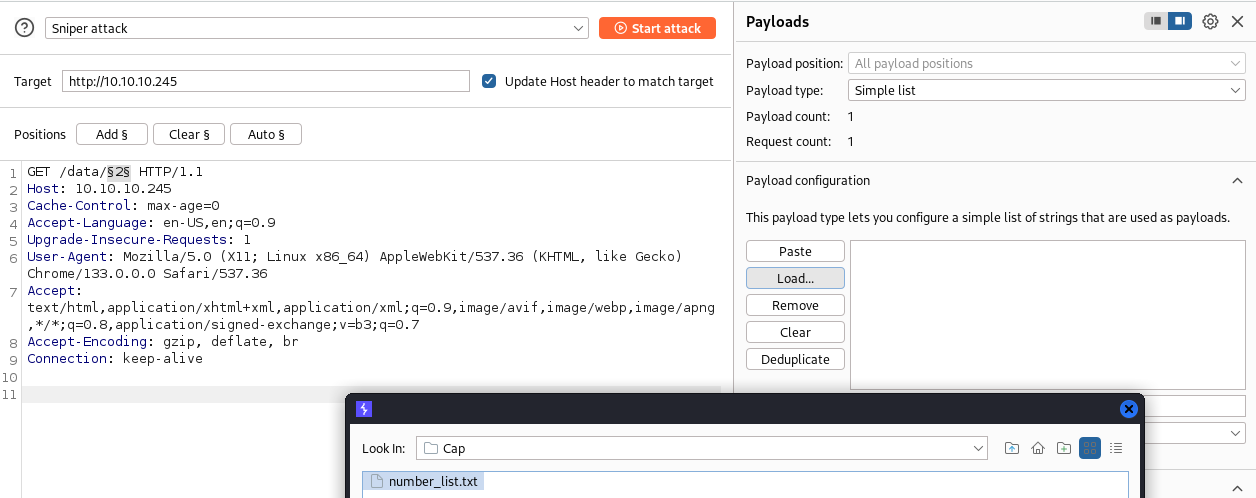 Sniper attack
Start attack
Target http://10.10.10.245 Update Host header to match target
Positions Add § Clear § Auto §
1 GET /data/§2§ HTTP/1.1
2 Host: 10.10.10.245
3 Cache-Control: max-age=0
4 Accept-Language: en-US,en;q=0.9
5 Upgrade-Insecure-Requests: 1
6 User-Agent: Mozilla/5.0 (X11; Linux x86_64) AppleWebKit/537.36 (KHTML, like Gecko)
Chrome/133.0.0.0 Safari/537.36
7 Accept:
text/html,application/xhtml+xml,application/xml;q=0.9,image/avif,image/webp,image/apng
,*/*;q=0.8,application/signed-exchange;v=b3;q=0.7
8 Accept-Encoding: gzip, deflate, br
9 Connection: keep-alive
10
11
Payloads
Payload position: All payload positions
Payload type: Simple list
Payload count: 1
Request count: 1
Payload configuration
This payload type lets you configure a simple list of strings that are used as payloads.
Paste
Load...
Remove
Clear
Deduplicate
Look In: Cap
number_list.txt